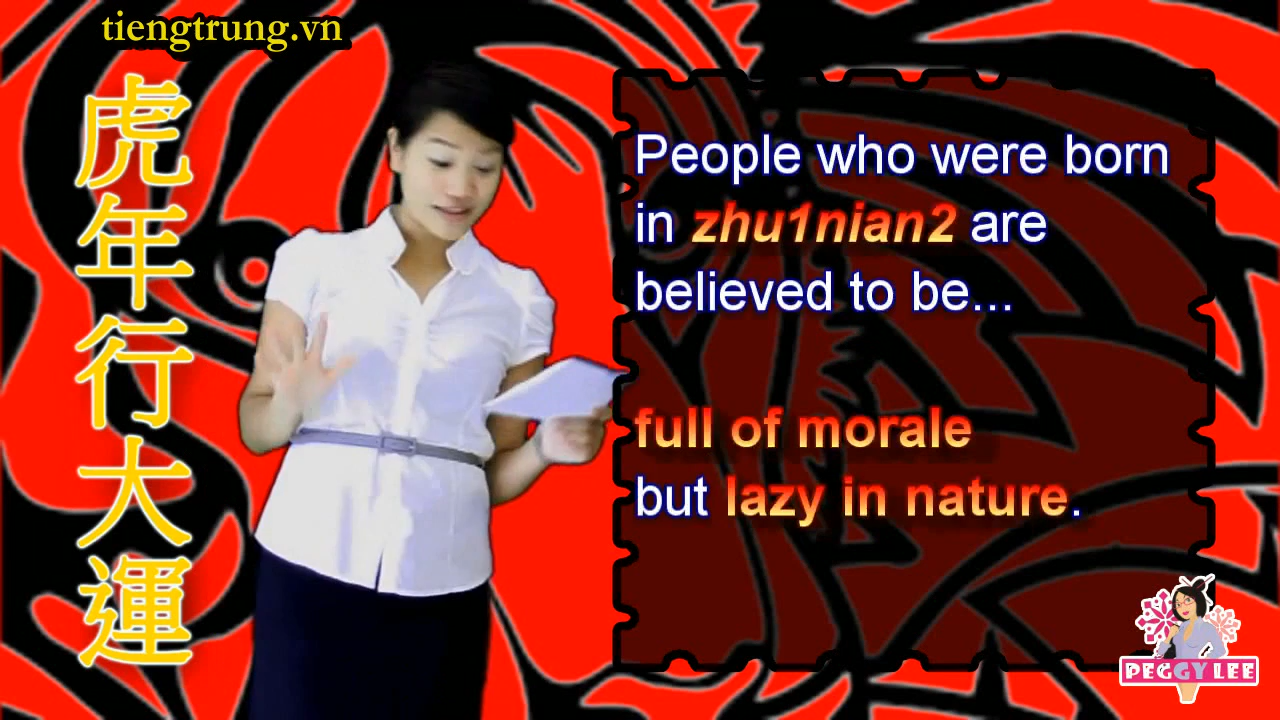 tiengtrung.vn
虎年行大運
People who were born
in zhu1nian2 are
believed to be...
full of morale
but lazy in nature.
PEGGY LEE